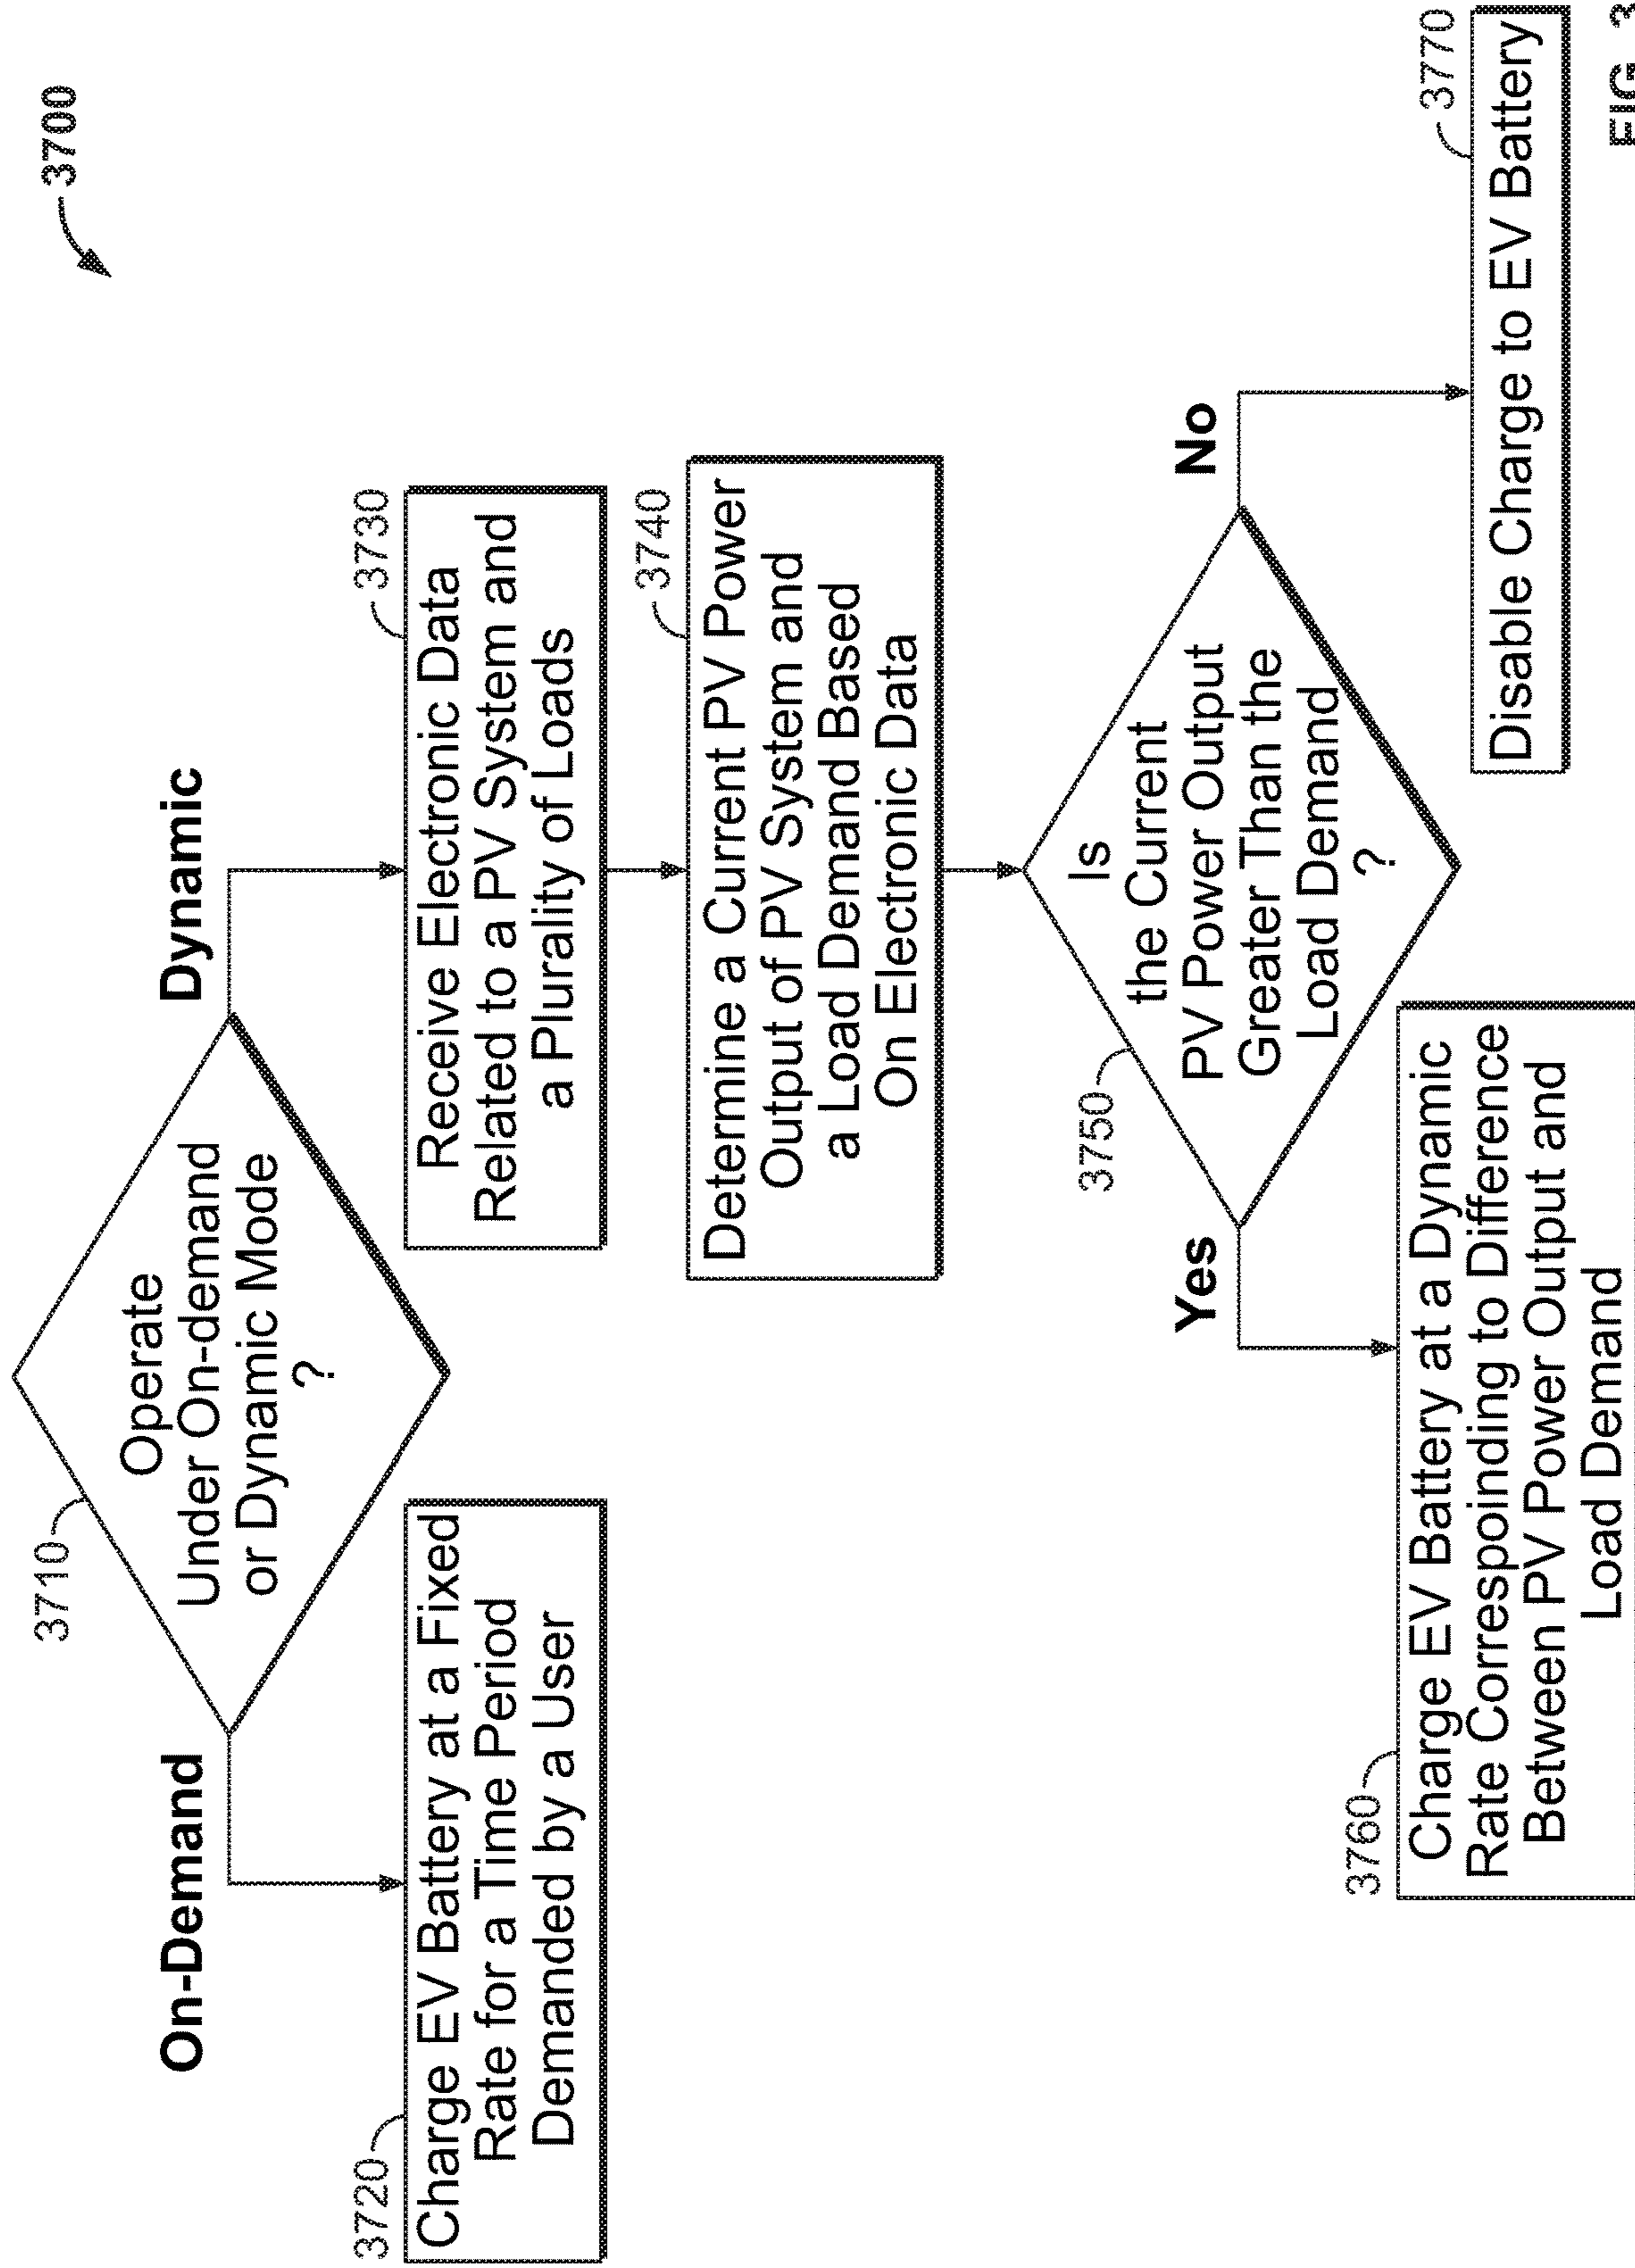 3700
3710
Operate
Under On-demand
or Dynamic Mode
?
On-Demand
Dynamic
3720
Charge EV Battery at a Fixed
Rate for a Time Period
Demanded by a User
3730
Receive Electronic Data
Related to a PV System and
a Plurality of Loads
3740
Determine a Current PV Power
Output of PV System and
a Load Demand Based
On Electronic Data
3750
Is
the Current
PV Power Output
Greater Than the
Load Demand
?
Yes
No
3760
Charge EV Battery at a Dynamic
Rate Correspoinding to Difference
Between PV Power Output and
Load Demand
3770
Disable Charge to EV Battery
FIG. 3